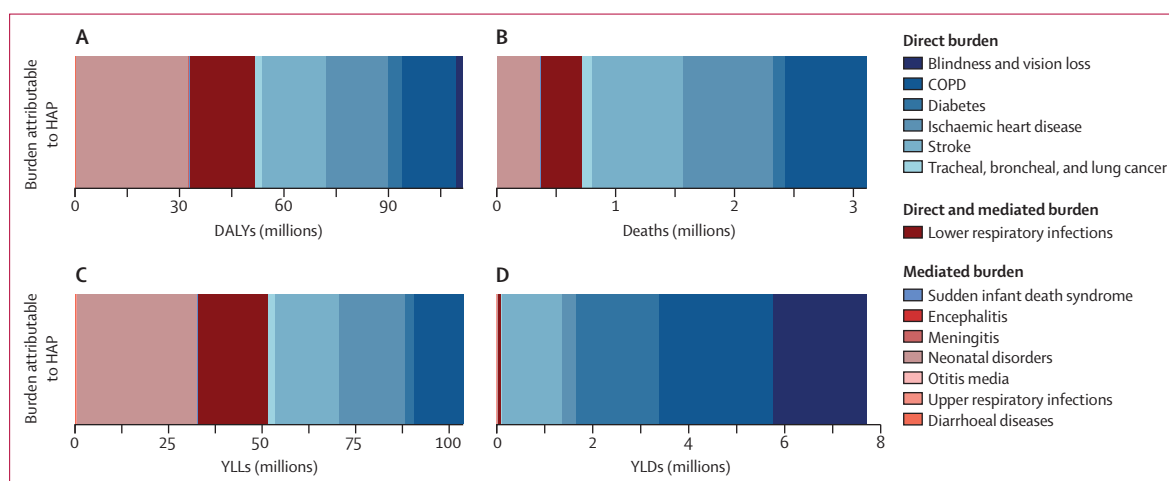 A
Burden attributable
to HAP
0
30
60
90
DALYs (millions)
B
0
1
2
3
Deaths (millions)
C
Burden attributable
to HAP
0
25
50
75
100
YLLs (millions)
D
0
2
4
6
8
YLDs (millions)
Direct burden
Blindness and vision loss
COPD
Diabetes
Ischaemic heart disease
Stroke
Tracheal, broncheal, and lung cancer
Direct and mediated burden
Lower respiratory infections
Mediated burden
Sudden infant death syndrome
Encephalitis
Meningitis
Neonatal disorders
Otitis media
Upper respiratory infections
Diarrhoeal diseases